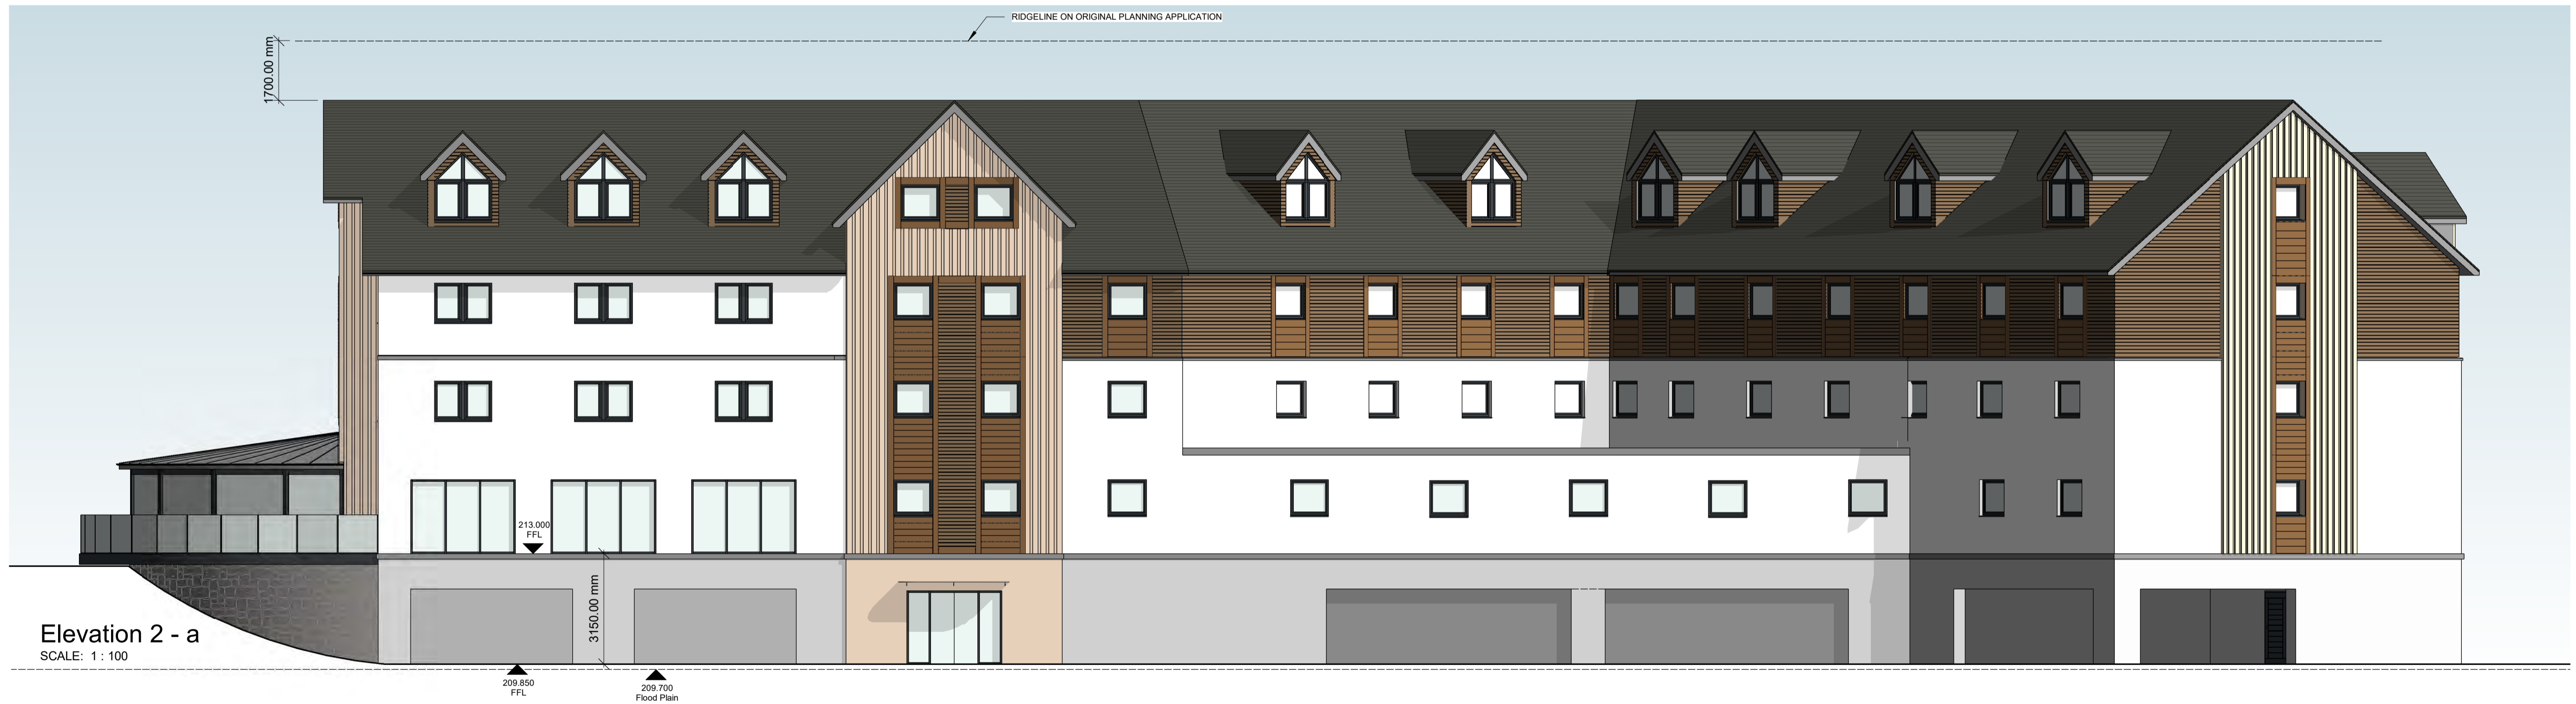 RIDGELINE ON ORIGINAL PLANNING APPLICATION
1700.00 mm
213.000
FFL
3150.00 mm
Elevation 2 - a
SCALE: 1 : 100
209.850
FFL
209.700
Flood Plain